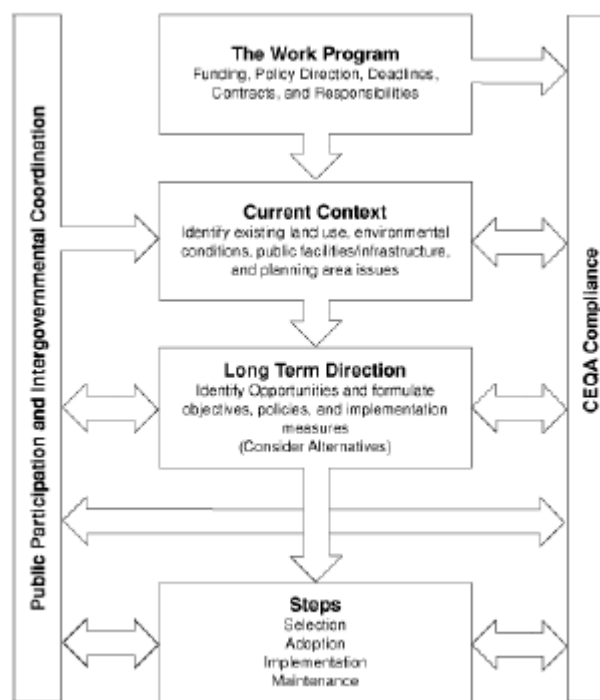 Public Participation and Intergovernmental Coordination
The Work Program
Funding, Policy Direction, Deadlines,
Contracts, and Responsibilities
Current Context
Identify existing land use, environmental
conditions, public facilities/infrastructure,
and planning area issues
Long Term Direction
Identify Opportunities and formulate
objectives, policies, and implementation
measures
(Consider Alternatives)
Steps
Selection
Adoption
Implementation
Maintenance
CEQA Compliance